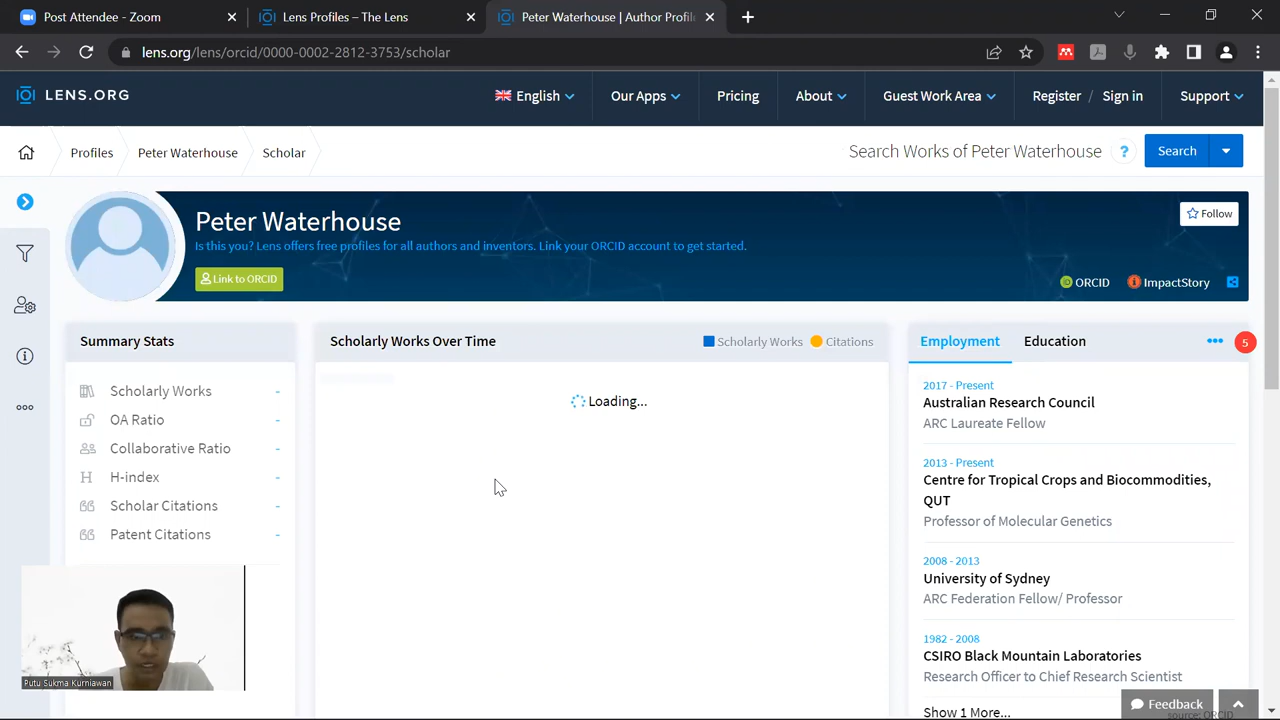 Post Attendee - Zoom
Lens Profiles – The Lens
Peter Waterhouse | Author Profil
lens.org/lens/orcid/0000-0002-2812-3753/scholar
LENS.ORG
English
Our Apps
Pricing
About
Guest Work Area
Register / Sign in
Support
Profiles
Peter Waterhouse
Scholar
Search Works of Peter Waterhouse
?
Search
Peter Waterhouse
Follow
Is this you? Lens offers free profiles for all authors and inventors. Link your ORCID account to get started.
Link to ORCID
ORCID
ImpactStory
Summary Stats
Scholarly Works -
OA Ratio -
Collaborative Ratio -
H-index -
Scholar Citations -
Patent Citations -
Scholarly Works Over Time
Scholarly Works
Citations
Loading...
Employment
Education
5
2017 - Present
Australian Research Council
ARC Laureate Fellow
2013 - Present
Centre for Tropical Crops and Biocommodities,
QUT
Professor of Molecular Genetics
2008 - 2013
University of Sydney
ARC Federation Fellow/ Professor
1982 - 2008
CSIRO Black Mountain Laboratories
Research Officer to Chief Research Scientist
Show 1 More...
source: ORCID
Feedback
Putu Sukma Kurniawan